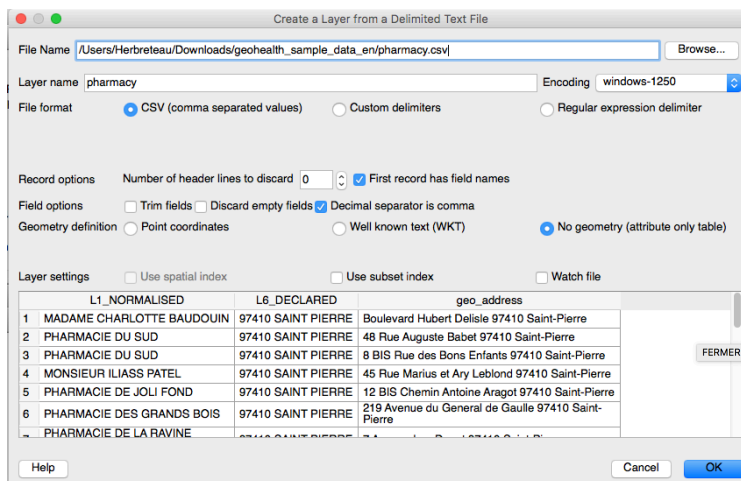 Create a Layer from a Delimited Text File
File Name /Users/Herbreteau/Downloads/geohealth_sample_data_en/pharmacy.csv Browse...
Layer name pharmacy Encoding windows-1250
File format CSV (comma separated values) Custom delimiters Regular expression delimiter
Record options Number of header lines to discard 0 First record has field names
Field options Trim fields Discard empty fields Decimal separator is comma
Geometry definition Point coordinates Well known text (WKT) No geometry (attribute only table)
Layer settings Use spatial index Use subset index Watch file
L1_NORMALISED L6_DECLARED geo_address
1 MADAME CHARLOTTE BAUDOUIN 97410 SAINT PIERRE Boulevard Hubert Delisle 97410 Saint-Pierre
2 PHARMACIE DU SUD 97410 SAINT PIERRE 48 Rue Auguste Babet 97410 Saint-Pierre
3 PHARMACIE DU SUD 97410 SAINT PIERRE 8 BIS Rue des Bons Enfants 97410 Saint-Pierre
FERMER
4 MONSIEUR ILIASS PATEL 97410 SAINT PIERRE 45 Rue Marius et Ary Leblond 97410 Saint-Pierre
5 PHARMACIE DE JOLI FOND 97410 SAINT PIERRE 12 BIS Chemin Antoine Aragot 97410 Saint-Pierre
6 PHARMACIE DES GRANDS BOIS 97410 SAINT PIERRE 219 Avenue du General de Gaulle 97410 Saint-
Pierre
PHARMACIE DE LA RAVINE
Help Cancel OK